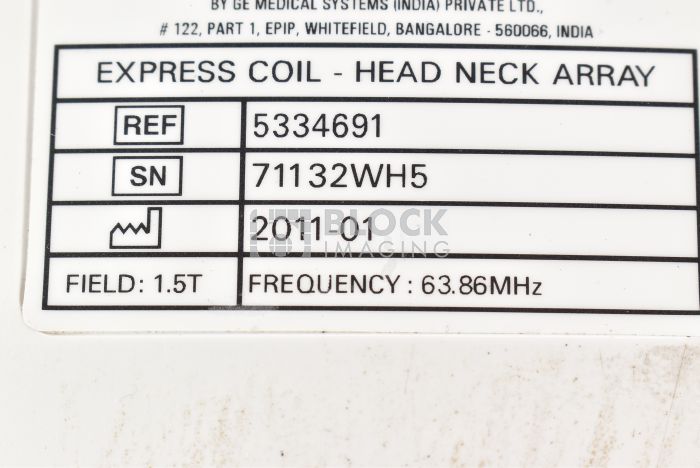 BY GE MEDICAL SYSTEMS (INDIA) PRIVATE LTD.,
# 122, PART 1, EPIP, WHITEFIELD, BANGALORE - 560066, INDIA
EXPRESS COIL - HEAD NECK ARRAY
REF 5334691
SN 71132WH5
2011-01
BLOCK
IMAGING
FIELD: 1.5T FREQUENCY : 63.86MHz